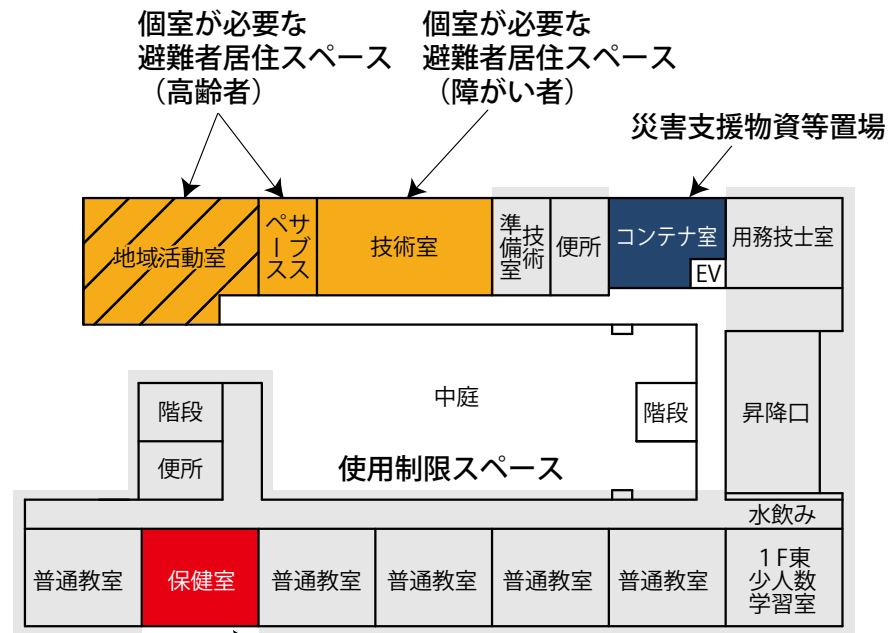 個室が必要な
避難者居住スペース
（高齢者）
個室が必要な
避難者居住スペース
（障がい者）
災害支援物資等置場
地域活動室
サブス
ペース
技術室
技術
準備室
便所
コンテナ室
EV
用務技士室
階段
便所
中庭
階段
昇降口
使用制限スペース
水飲み
普通教室
保健室
普通教室
普通教室
普通教室
普通教室
１F東
少人数
学習室